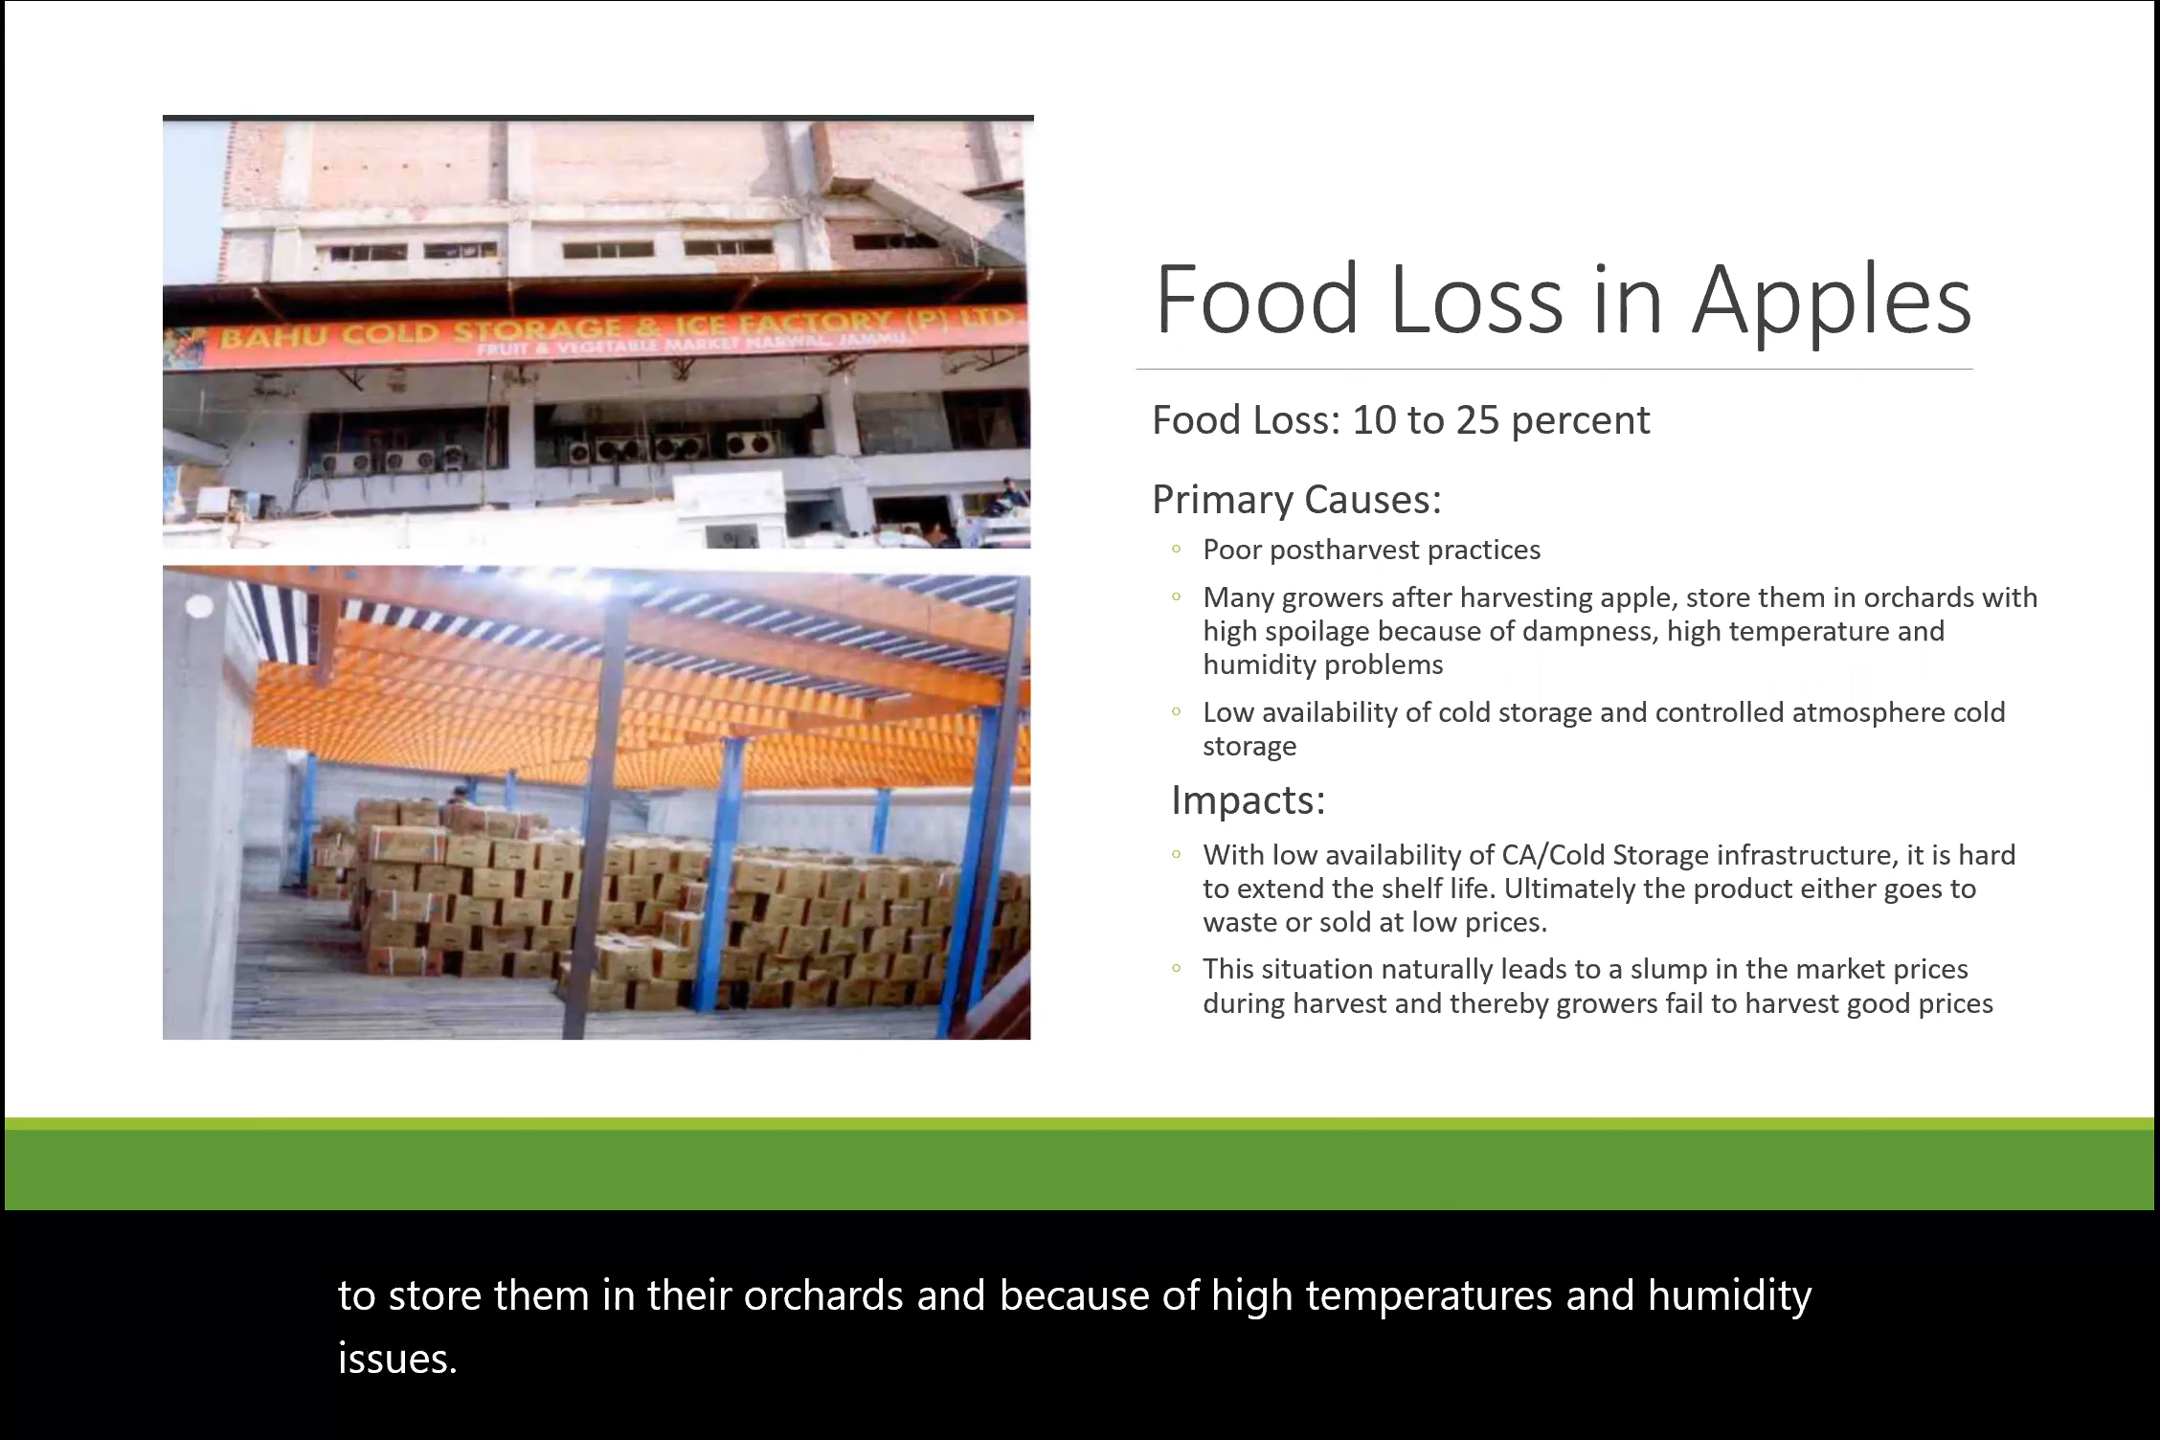 BAHU COLD STORAGE & ICE FACTORY (P) LTD.
FRUIT & VEGETABLE MARKET NARWAL, JAMMU.
Food Loss in Apples
Food Loss: 10 to 25 percent
Primary Causes:
◦ Poor postharvest practices
◦ Many growers after harvesting apple, store them in orchards with
high spoilage because of dampness, high temperature and
humidity problems
◦ Low availability of cold storage and controlled atmosphere cold
storage
Impacts:
◦ With low availability of CA/Cold Storage infrastructure, it is hard
to extend the shelf life. Ultimately the product either goes to
waste or sold at low prices.
◦ This situation naturally leads to a slump in the market prices
during harvest and thereby growers fail to harvest good prices
to store them in their orchards and because of high temperatures and humidity
issues.